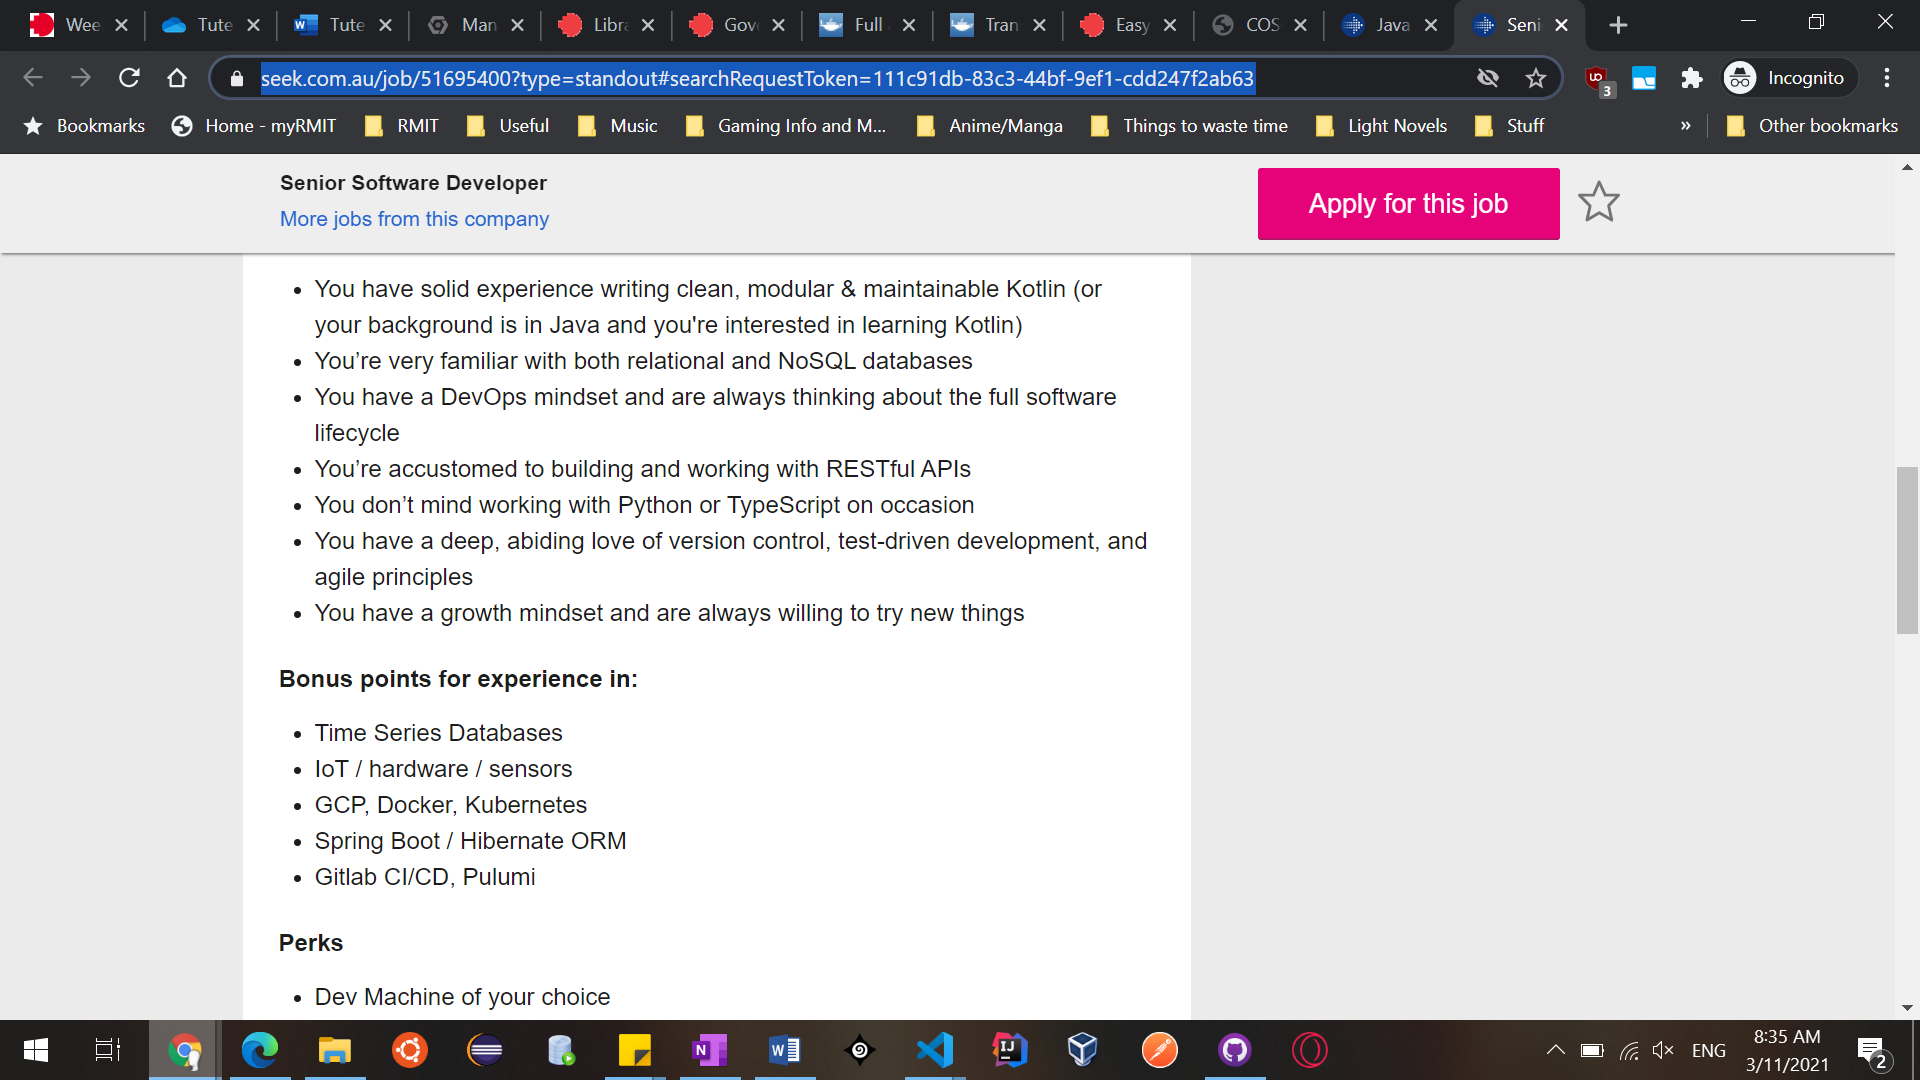 Wee
Tute
Tute
Man
Libra
Gove
Full
Tran
Easy
COS
Java
Seni
seek.com.au/job/51695400?type=standout#searchRequestToken=111c91db-83c3-44bf-9ef1-cdd247f2ab63
3
Incognito
Bookmarks
Home - myRMIT
RMIT
Useful
Music
Gaming Info and M...
Anime/Manga
Things to waste time
Light Novels
Stuff
»
Other bookmarks
Senior Software Developer
More jobs from this company
Apply for this job
• You have solid experience writing clean, modular & maintainable Kotlin (or
your background is in Java and you're interested in learning Kotlin)
• You’re very familiar with both relational and NoSQL databases
• You have a DevOps mindset and are always thinking about the full software
lifecycle
• You’re accustomed to building and working with RESTful APIs
• You don’t mind working with Python or TypeScript on occasion
• You have a deep, abiding love of version control, test-driven development, and
agile principles
• You have a growth mindset and are always willing to try new things
Bonus points for experience in:
• Time Series Databases
• IoT / hardware / sensors
• GCP, Docker, Kubernetes
• Spring Boot / Hibernate ORM
• Gitlab CI/CD, Pulumi
Perks
• Dev Machine of your choice
ENG
8:35 AM
3/11/2021
2